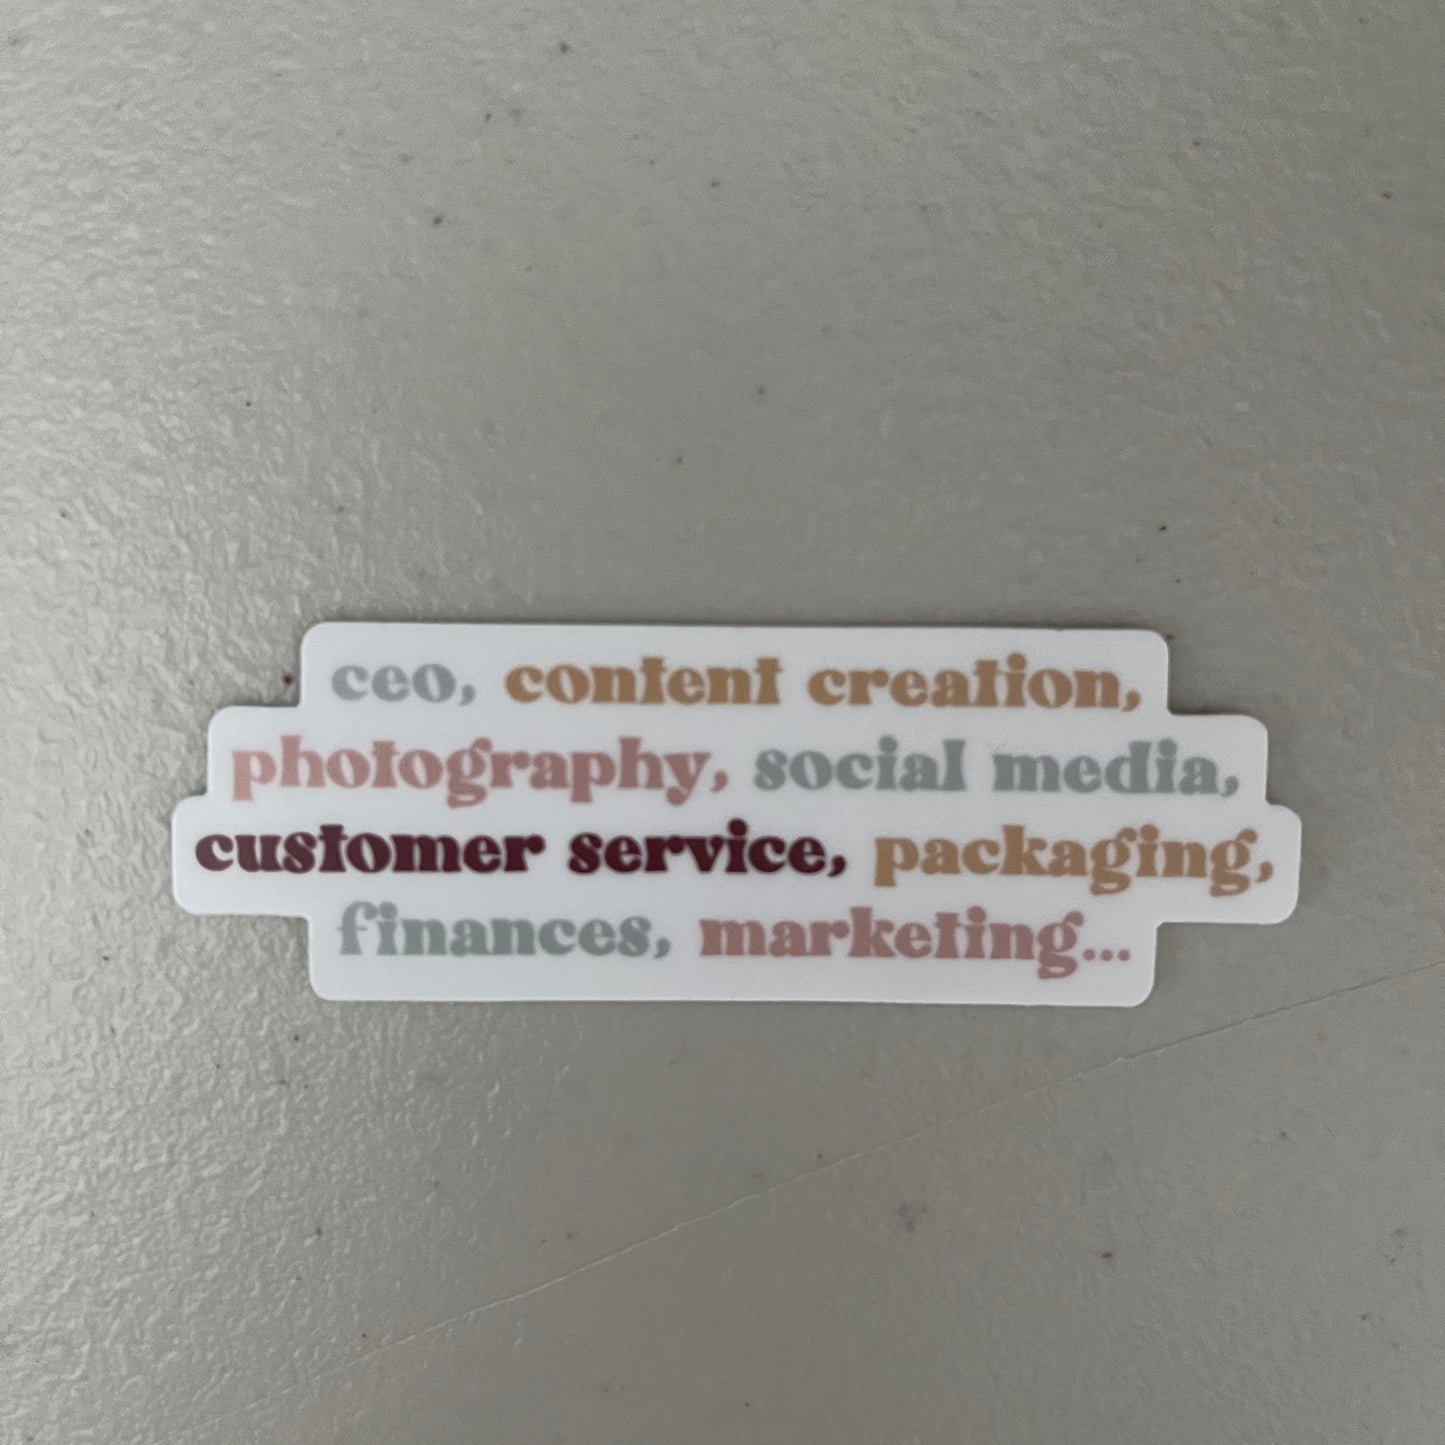 ceo, content creation,
photography, social media,
customer service, packaging,
finances, marketing...